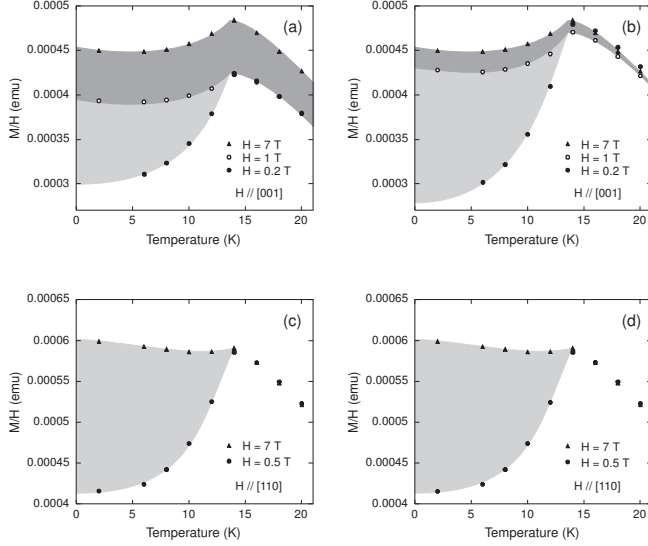 (a)
0.0005
0.00045
0.0004
0.00035
0.0003
M/H (emu)
H = 7 T
H = 1 T
H = 0.2 T
H // [001]
0 5 10 15 20
Temperature (K)
(b)
0.0005
0.00045
0.0004
0.00035
0.0003
M/H (emu)
H = 7 T
H = 1 T
H = 0.2 T
H // [001]
0 5 10 15 20
Temperature (K)
(c)
0.00065
0.0006
0.00055
0.0005
0.00045
0.0004
M/H (emu)
H = 7 T
H = 0.5 T
H // [110]
0 5 10 15 20
Temperature (K)
(d)
0.00065
0.0006
0.00055
0.0005
0.00045
0.0004
M/H (emu)
H = 7 T
H = 0.5 T
H // [110]
0 5 10 15 20
Temperature (K)